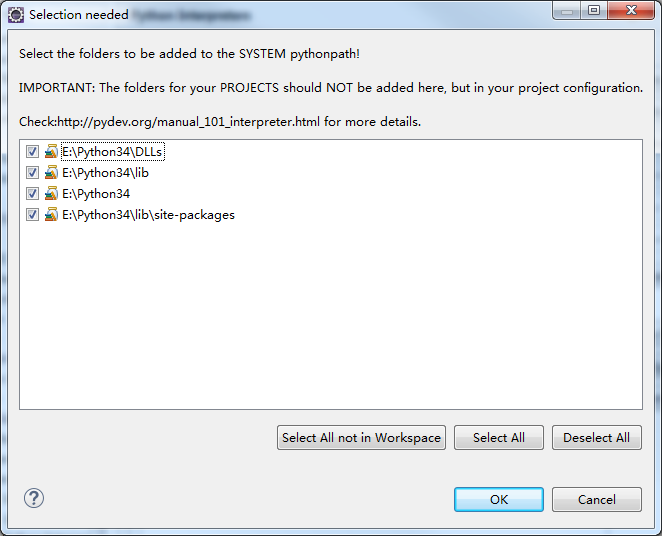 Selection needed
Select the folders to be added to the SYSTEM pythonpath!
IMPORTANT: The folders for your PROJECTS should NOT be added here, but in your project configuration.
Check:http://pydev.org/manual_101_interpreter.html for more details.
E:\Python34\DLLs
E:\Python34\lib
E:\Python34
E:\Python34\lib\site-packages
Select All not in Workspace Select All Deselect All
? OK Cancel